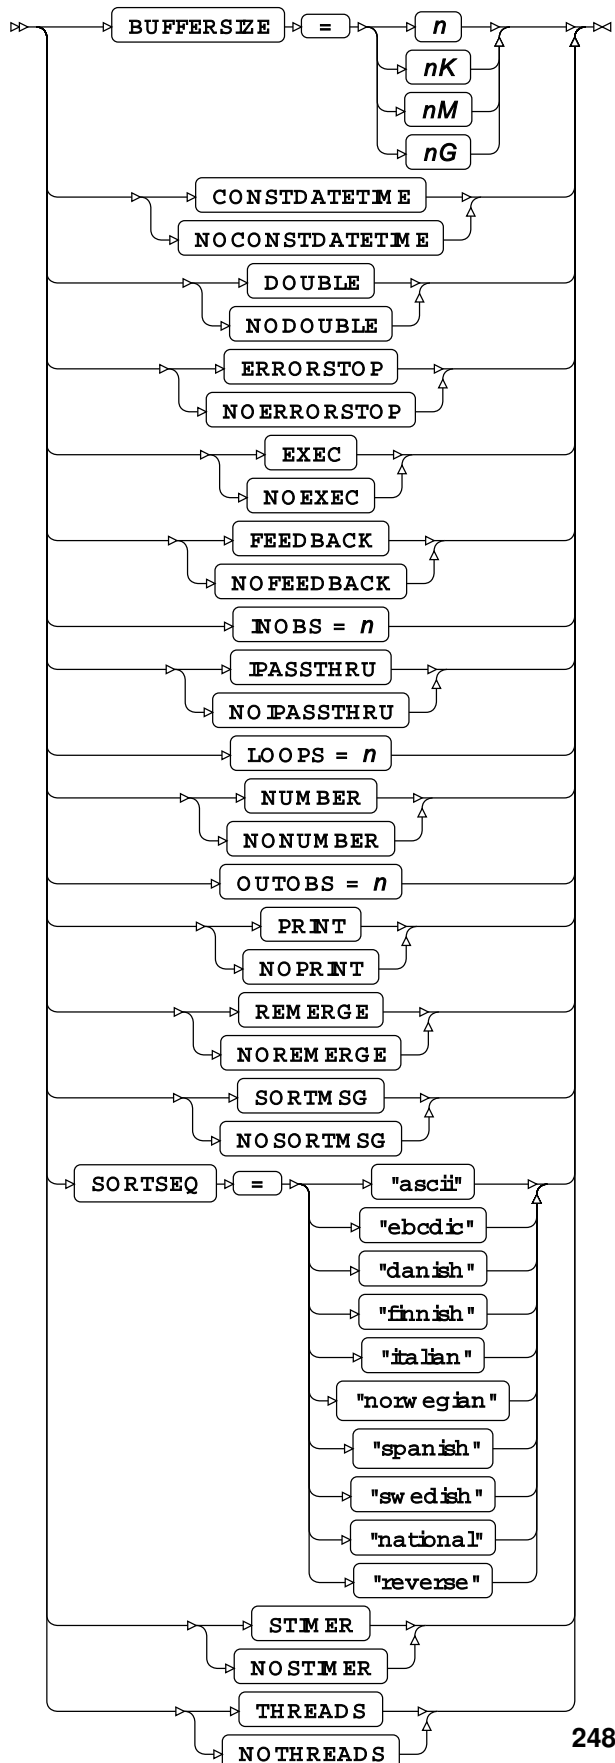 BUFFERSIZE = n
nK
nM
nG
CONSTDATETIME
NOCONSTDATETIME
DOUBLE
NODOUBLE
ERRORSTOP
NOERRORSTOP
EXEC
NOEXEC
FEEDBACK
NOFEEDBACK
INOBS = n
IPASSTHRU
NOIPASSTHRU
LOOPS = n
NUMBER
NONUMBER
OUTOBS = n
PRINT
NOPRINT
REMERGE
NOREMERGE
SORTMSG
NOSORTMSG
SORTSEQ = "ascii"
"ebcdic"
"danish"
"finnish"
"italian"
"norwegian"
"spanish"
"swedish"
"national"
"reverse"
STIMER
NOSTIMER
THREADS
NOTHREADS
248